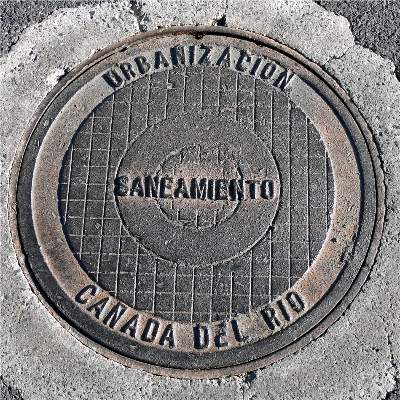 URBANIZACION
SANEAMIENTO
CANADA DEL RIO